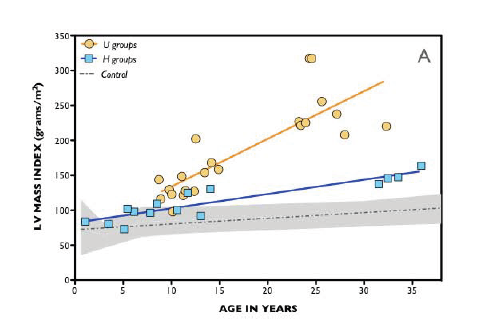 350
U groups
A
H groups
300
Control
250
200
150
100
50
0
0 5 10 15 20 25 30 35
LV MASS INDEX (grams/m²)
AGE IN YEARS